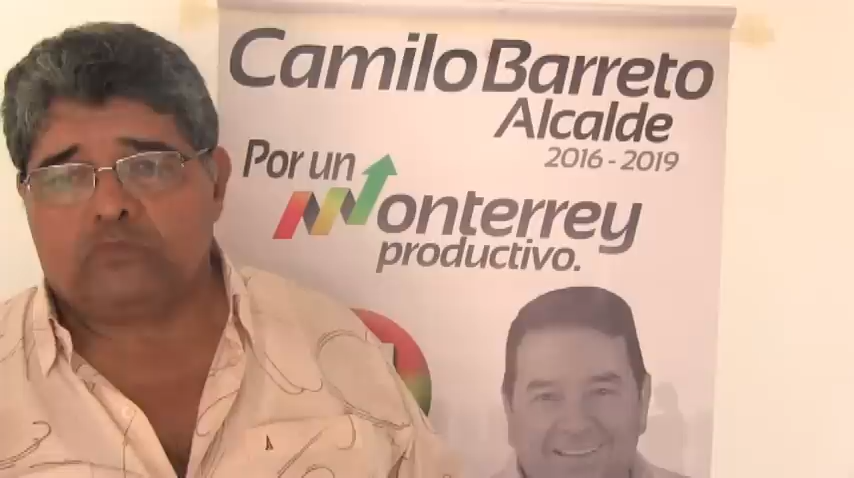 Camilo Barreto
Alcalde
2016 - 2019
Por un
Monterrey
productivo.